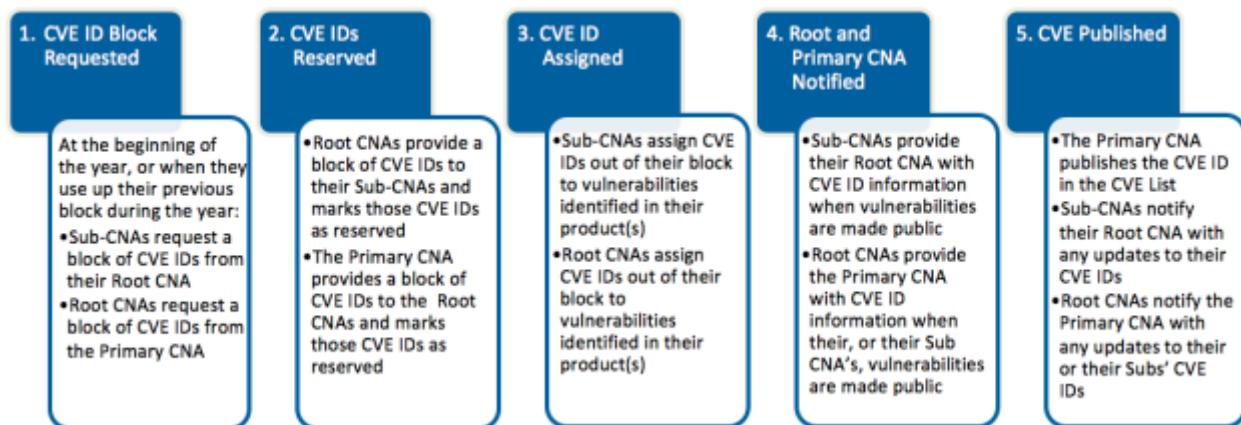 1. CVE ID Block
Requested
At the beginning of
the year, or when they
use up their previous
block during the year:
•Sub-CNAs request a
block of CVE IDs from
their Root CNA
•Root CNAs request a
block of CVE IDs from
the Primary CNA
2. CVE IDs
Reserved
•Root CNAs provide a
block of CVE IDs to
their Sub-CNAs and
marks those CVE IDs
as reserved
•The Primary CNA
provides a block of
CVE IDs to the Root
CNAs and marks
those CVE IDs as
reserved
3. CVE ID
Assigned
•Sub-CNAs assign CVE
IDs out of their block
to vulnerabilities
identified in their
product(s)
•Root CNAs assign
CVE IDs out of their
block to
vulnerabilities
identified in their
product(s)
4. Root and
Primary CNA
Notified
•Sub-CNAs provide
their Root CNA with
CVE ID information
when vulnerabilities
are made public
•Root CNAs provide
the Primary CNA
with CVE ID
information when
their, or their Sub
CNA's, vulnerabilities
are made public
5. CVE Published
•The Primary CNA
publishes the CVE ID
in the CVE List
•Sub-CNAs notify
their Root CNA with
any updates to their
CVE IDs
•Root CNAs notify the
Primary CNA with
any updates to their
or their Subs' CVE
IDs